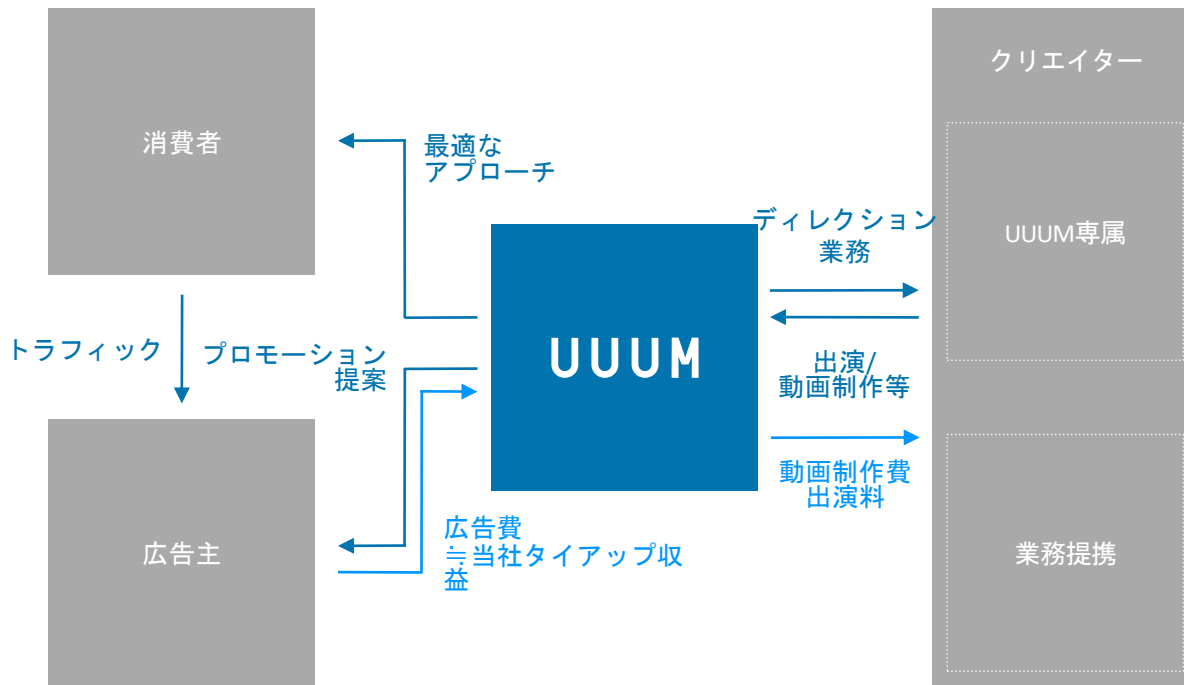 クリエイター
消費者
最適な
アプローチ
ディレクション
業務
UUUM専属
トラフィック
プロモーション
提案
UUUM
出演/
動画制作等
動画制作費
出演料
広告費
≒当社タイアップ収
益
広告主
業務提携